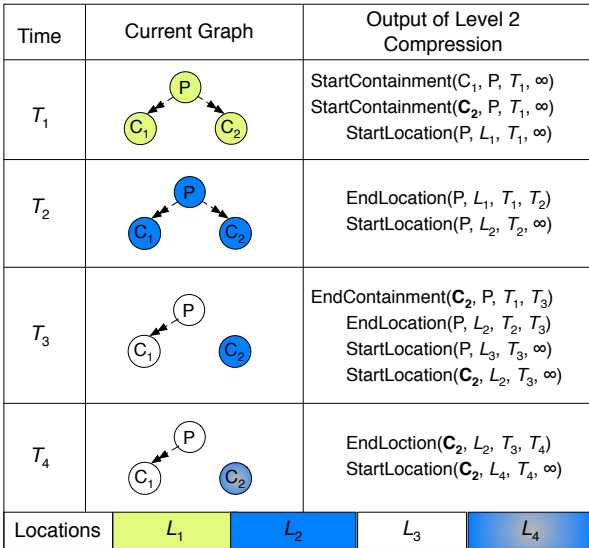 Time
Current Graph
Output of Level 2
Compression
T₁
P
C₁
C₂
StartContainment(C₁, P, T₁, ∞)
StartContainment(C₂, P, T₁, ∞)
StartLocation(P, L₁, T₁, ∞)
T₂
P
C₁
C₂
EndLocation(P, L₁, T₁, T₂)
StartLocation(P, L₂, T₂, ∞)
T₃
P
C₁
C₂
EndContainment(C₂, P, T₁, T₃)
EndLocation(P, L₂, T₂, T₃)
StartLocation(P, L₃, T₃, ∞)
StartLocation(C₂, L₂, T₃, ∞)
T₄
P
C₁
C₂
EndLoction(C₂, L₂, T₃, T₄)
StartLocation(C₂, L₄, T₄, ∞)
Locations
L₁
L₂
L₃
L₄